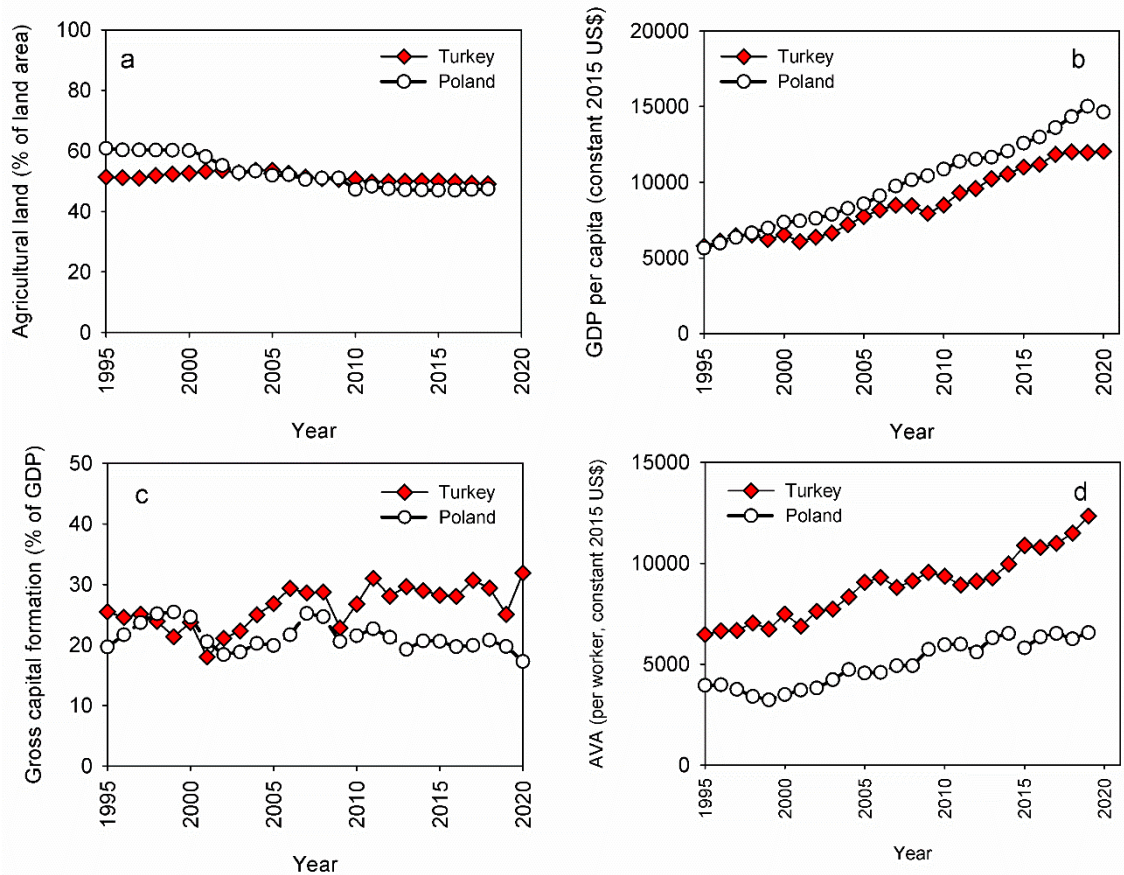 Agricultural land (% of land area)
100
80
60
40
20
0
a
Turkey
Poland
1995
2000
2005
2010
2015
2020
Year
GDP per capita (constant 2015 US$)
20000
15000
10000
5000
0
b
Turkey
Poland
1995
2000
2005
2010
2015
2020
Year
Gross capital formation (% of GDP)
50
40
30
20
10
0
c
Turkey
Poland
1995
2000
2005
2010
2015
2020
Year
AVA (per worker, constant 2015 US$)
15000
10000
5000
0
d
Turkey
Poland
1995
2000
2005
2010
2015
2020
Year